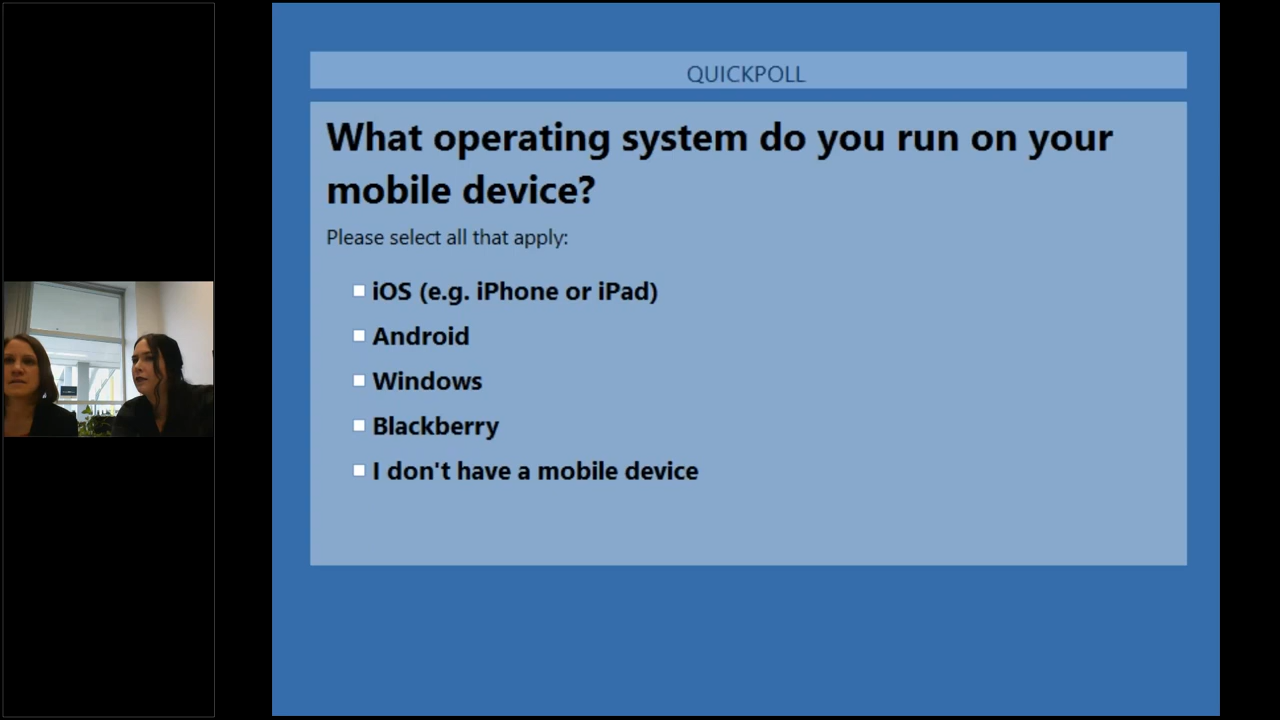 QUICKPOLL
What operating system do you run on your
mobile device?
Please select all that apply:
iOS (e.g. iPhone or iPad)
Android
Windows
Blackberry
I don't have a mobile device